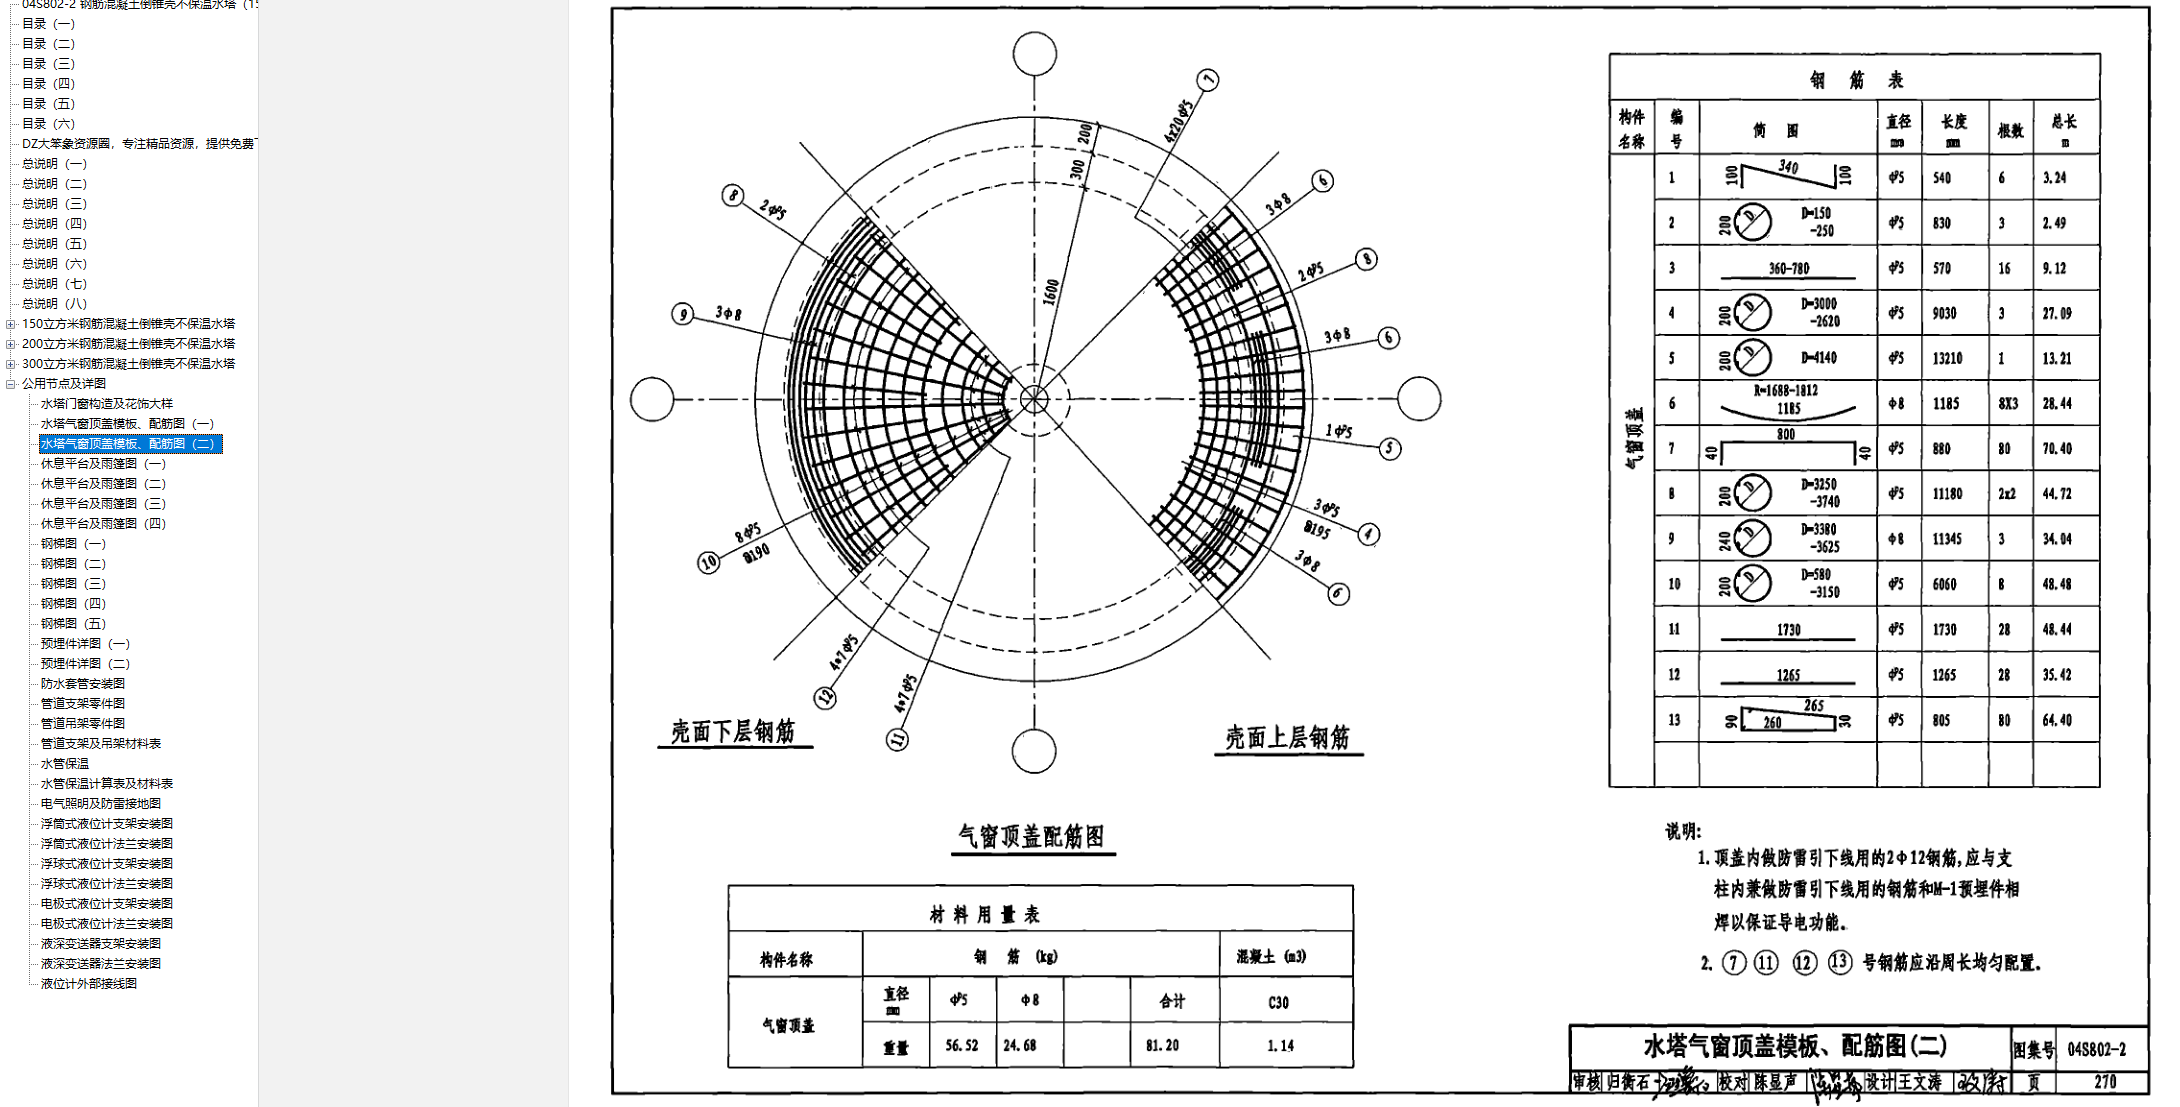 04S802-2 钢筋混凝土倒锥壳不保温水塔（15
目录（一）
目录（二）
目录（三）
目录（四）
目录（五）
目录（六）
DZ大笨象资源圈，专注精品资源，提供免费下
总说明（一）
总说明（二）
总说明（三）
总说明（四）
总说明（五）
总说明（六）
总说明（七）
总说明（八）
150立方米钢筋混凝土倒锥壳不保温水塔
200立方米钢筋混凝土倒锥壳不保温水塔
300立方米钢筋混凝土倒锥壳不保温水塔
公用节点及详图
水塔门窗构造及花饰大样
水塔气窗顶盖模板、配筋图（一）
水塔气窗顶盖模板、配筋图（二）
休息平台及雨篷图（一）
休息平台及雨篷图（二）
休息平台及雨篷图（三）
休息平台及雨篷图（四）
钢梯图（一）
钢梯图（二）
钢梯图（三）
钢梯图（四）
钢梯图（五）
预埋件详图（一）
预埋件详图（二）
防水套管安装图
管道支架零件图
管道吊架零件图
管道支架及吊架材料表
水管保温
水管保温计算表及材料表
电气照明及防雷接地图
浮筒式液位计支架安装图
浮筒式液位计法兰安装图
浮球式液位计支架安装图
浮球式液位计法兰安装图
电极式液位计支架安装图
电极式液位计法兰安装图
液深变送器支架安装图
液深变送器法兰安装图
液位计外部接线图
7
4x20ΦᵖE5
200
300
1600
8
2Φᵖ5
9
3Φ8
10
8Φᵖ5
@190
12
4*7Φᵖ5
11
4*7Φᵖ5
6
3Φ8
8
2Φᵖ5
6
3Φ8
5
1Φᵖ5
4
3Φᵖ5
@195
6
3Φ8
壳面下层钢筋
壳面上层钢筋
气窗顶盖配筋图
材料用量表
构件名称 钢 筋 (kg) 混凝土 (m3)
气窗顶盖 直径 mm Φᵖ5 Φ8 合计 C30
重量 56.52 24.68 81.20 1.14
钢 筋 表
构件名称 编号 简 图 直径 mm 长度 mm 根数 总长 m
气窗顶盖
1 100 340 100 Φᵖ5 540 6 3.24
2 200 D D=150-250 Φᵖ5 830 3 2.49
3 360-780 Φᵖ5 570 16 9.12
4 200 D D=3000-2620 Φᵖ5 9030 3 27.09
5 200 D D=4140 Φᵖ5 13210 1 13.21
6 R=1688-1812 1185 Φ8 1185 8X3 28.44
7 40 800 40 Φᵖ5 880 80 70.40
8 200 D D=3250-3740 Φᵖ5 11180 2x2 44.72
9 240 D D=3380-3625 Φ8 11345 3 34.04
10 200 D D=580-3150 Φᵖ5 6060 8 48.48
11 1730 Φᵖ5 1730 28 48.44
12 1265 Φᵖ5 1265 28 35.42
13 90 265 260 30 Φᵖ5 805 80 64.40
说明:
1. 顶盖内做防雷引下线用的2Φ12钢筋,应与支
柱内兼做防雷引下线用的钢筋和M-1预埋件相
焊以保证导电功能。
2. ⑦ ⑪ ⑫ ⑬ 号钢筋应沿周长均匀配置.
水塔气窗顶盖模板、配筋图(二) 图集号 04S802-2
审核 归衡石 校对 陈显声 设计 王文涛 页 270